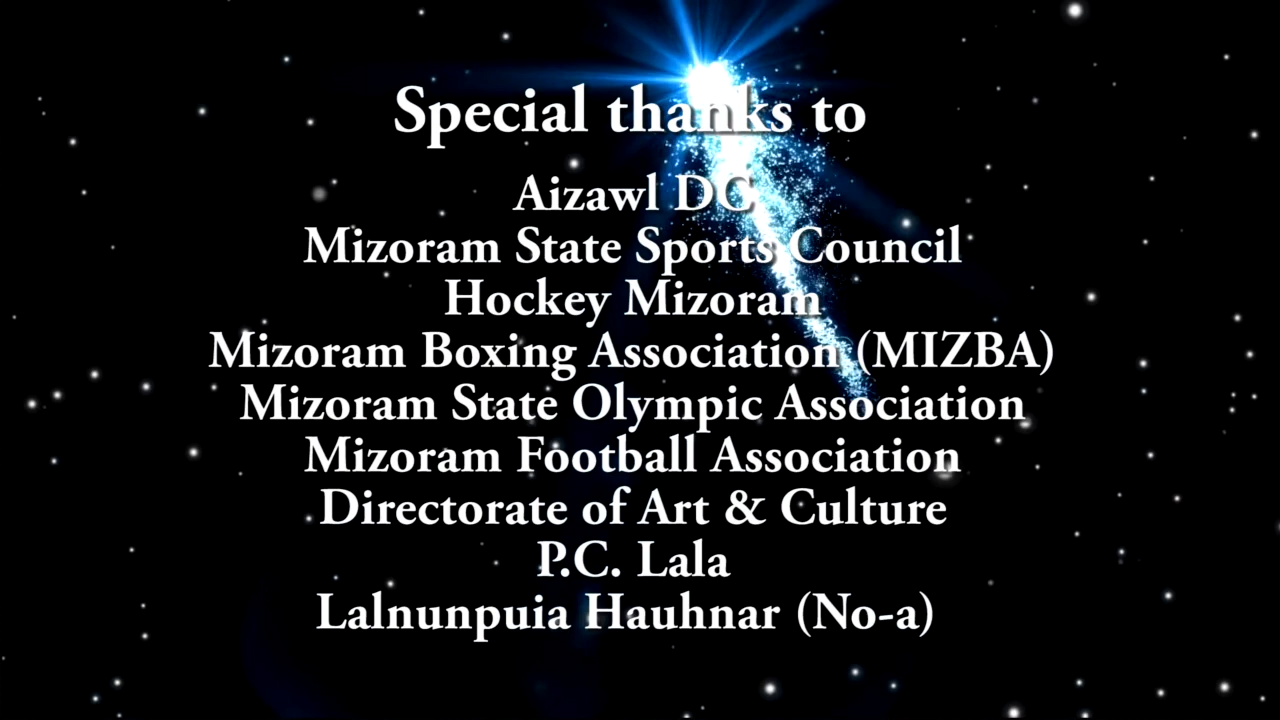 Special thanks to
Aizawl DC
Mizoram State Sports Council
Hockey Mizoram
Mizoram Boxing Association (MIZBA)
Mizoram State Olympic Association
Mizoram Football Association
Directorate of Art & Culture
P.C. Lala
Lalnunpuia Hauhnar (No-a)